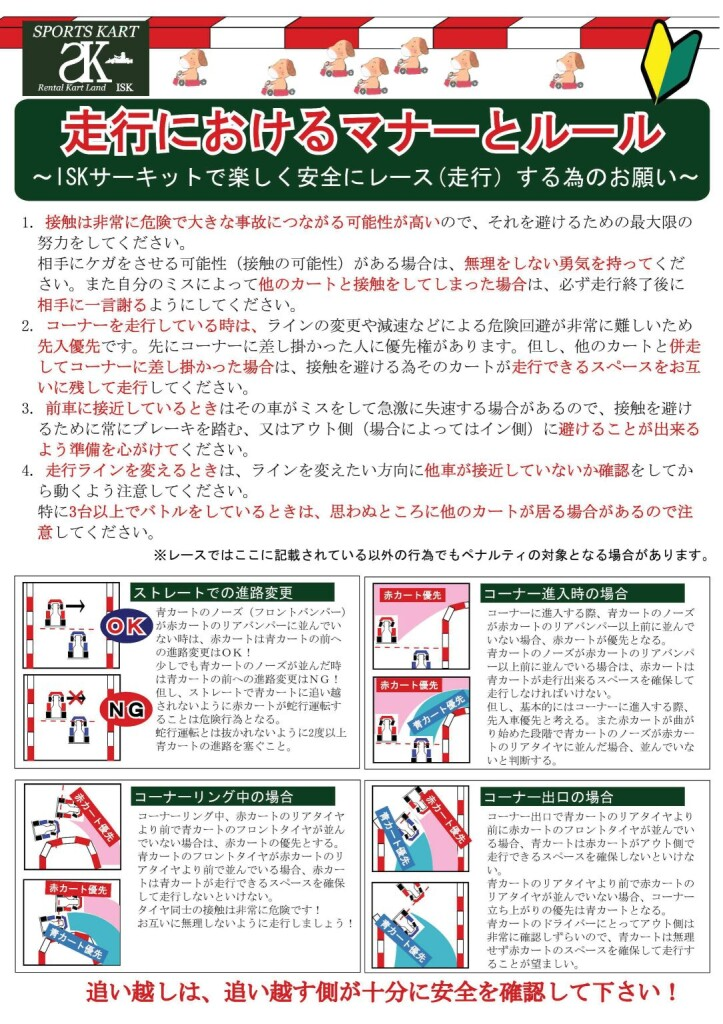 SPORTS KART
SK
Rental Kart Land ISK
走行におけるマナーとルール
～ISKサーキットで楽しく安全にレース(走行) する為のお願い～
1. 接触は非常に危険で大きな事故につながる可能性が高いので、それを避けるための最大限の
努力をしてください。
相手にケガをさせる可能性（接触の可能性）がある場合は、無理をしない勇気を持ってくだ
さい。また自分のミスによって他のカートと接触をしてしまった場合は、必ず走行終了後に
相手に一言謝るようにしてください。
2. コーナーを走行している時は、ラインの変更や減速などによる危険回避が非常に難しいため
先入優先です。先にコーナーに差し掛かった人に優先権があります。但し、他のカートと併走
してコーナーに差し掛かった場合は、接触を避ける為そのカートが走行できるスペースをお互
いに残して走行してください。
3. 前車に接近しているときはその車がミスをして急激に失速する場合があるので、接触を避け
るために常にブレーキを踏む、又はアウト側（場合によってはイン側）に避けることが出来る
よう準備を心がけてください。
4. 走行ラインを変えるときは、ラインを変えたい方向に他車が接近していないか確認をしてか
ら動くよう注意してください。
特に3台以上でバトルをしているときは、思わぬところに他のカートが居る場合があるので注
意してください。
※レースではここに記載されている以外の行為でもペナルティの対象となる場合があります。
OK
NG
ストレートでの進路変更
青カートのノーズ（フロントバンパー）
が赤カートのリアバンパーに並んでい
ない時は、赤カートは青カートの前へ
の進路変更はＯＫ！
少しでも青カートのノーズが並んだ時
は青カートの前への進路変更はＮＧ！
但し、ストレートで青カートに追い越
されないように赤カートが蛇行運転す
ることは危険行為となる。
蛇行運転とは抜かれないように2度以上
青カートの進路を塞ぐこと。
赤カート優先
青カート優先
コーナー進入時の場合
コーナーに進入する際、青カートのノーズ
が赤カートのリアバンパー以上前に並んで
いない場合、赤カートが優先となる。
青カートのノーズが赤カートのリアバンパ
ー以上前に並んでいる場合は、赤カートは
青カートが走行出来るスペースを確保して
走行しなければいけない。
但し、基本的にはコーナーに進入する際、
先入車優先と考える。また赤カートが曲が
り始めた段階で青カートのノーズが赤カー
トのリアタイヤに並んだ場合、並んでいな
いと判断する。
赤カート優先
赤カート優先
青カート優先
コーナーリング中の場合
コーナーリング中、赤カートのリアタイヤ
より前で青カートのフロントタイヤが並ん
でいない場合は、赤カートの優先とする。
青カートのフロントタイヤが赤カートのリ
アタイヤより前で並んでいる場合、赤カー
トは青カートが走行できるスペースを確保
して走行しないといけない。
タイヤ同士の接触は非常に危険です！
お互いに無理しないように走行しましょう！
青カート優先
赤カート優先
青カート優先
コーナー出口の場合
コーナー出口で青カートのリアタイヤより
前に赤カートのフロントタイヤが並んでい
る場合、青カートは赤カートがアウト側で
走行できるスペースを確保しないといけな
い。
青カートのリアタイヤより前で赤カートの
リアタイヤが並んでいない場合、コーナー
立ち上がりの優先は青カートとなる。
青カートのドライバーにとってアウト側は
非常に確認しずらいので、青カートは無理
せず赤カートのスペースを確保して走行す
ることが望ましい。
追い越しは、追い越す側が十分に安全を確認して下さい！